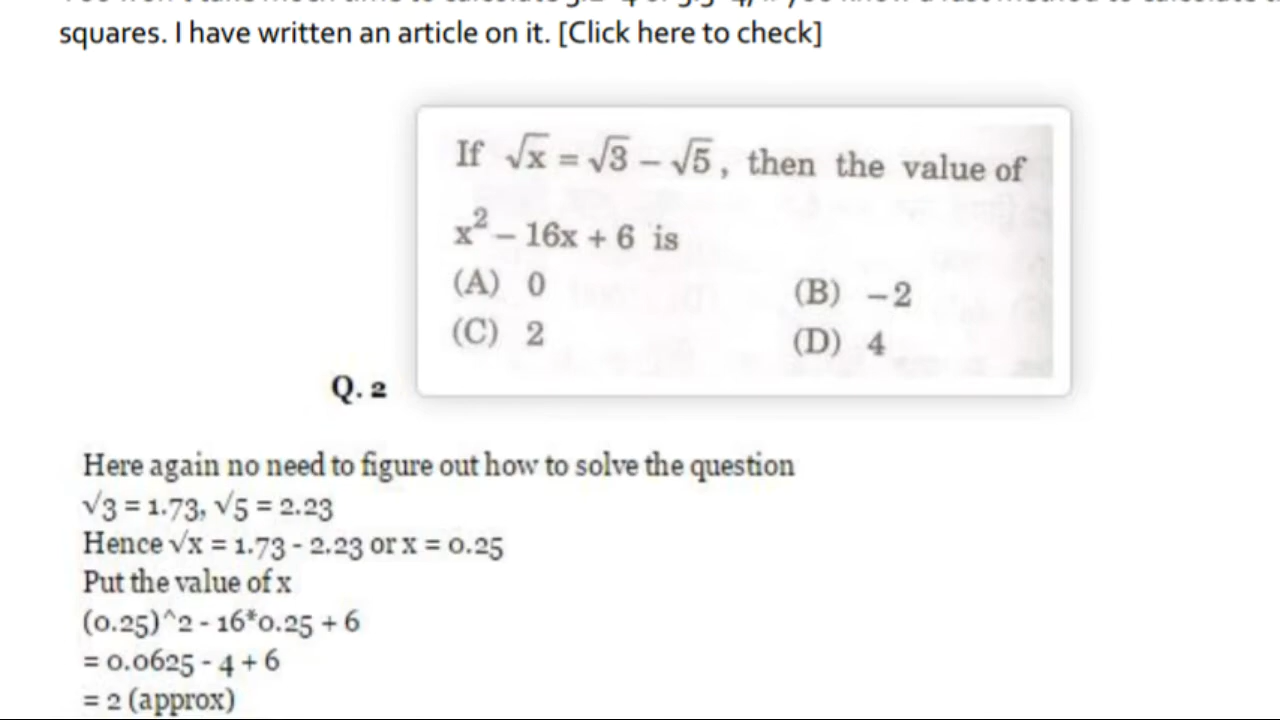 squares. I have written an article on it. [Click here to check]
If √x = √3 – √5, then the value of
x² – 16x + 6 is
(A) 0 (B) –2
(C) 2 (D) 4
Q. 2
Here again no need to figure out how to solve the question
√3 = 1.73, √5 = 2.23
Hence √x = 1.73 - 2.23 or x = 0.25
Put the value of x
(0.25)^2 - 16*0.25 + 6
= 0.0625 - 4 + 6
= 2 (approx)